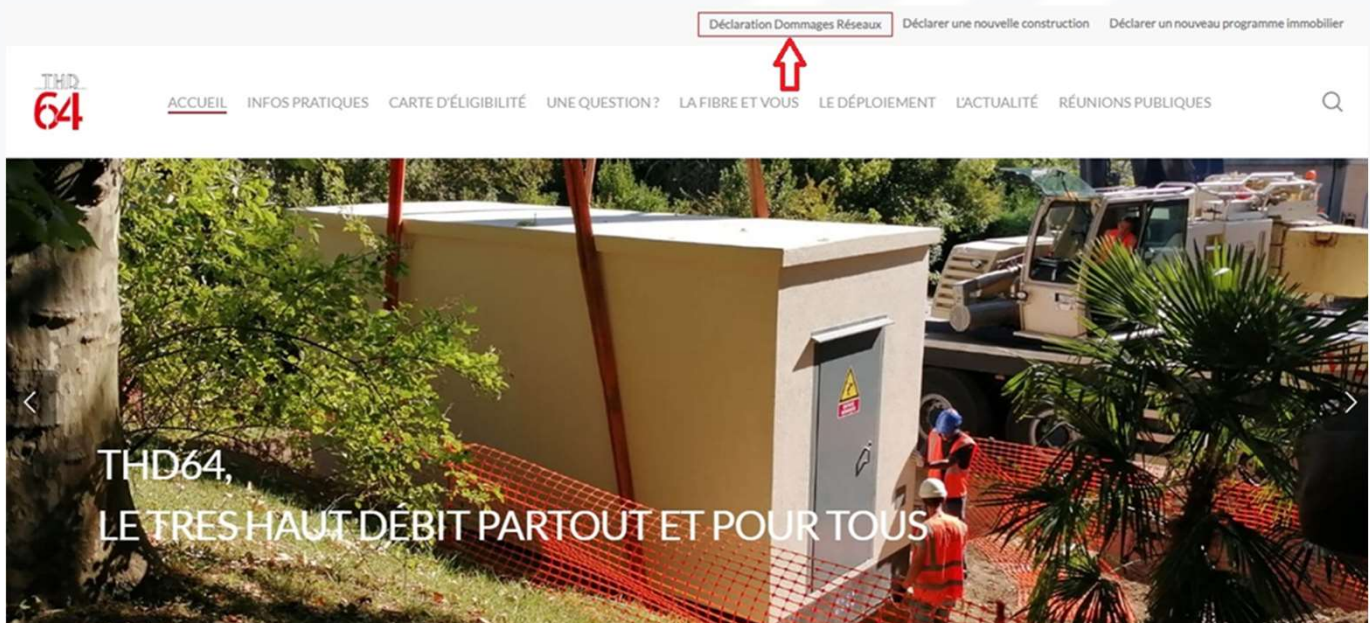 Déclaration Dommages Réseaux Déclarer une nouvelle construction Déclarer un nouveau programme immobilier
THD
64
ACCUEIL INFOS PRATIQUES CARTE D'ÉLIGIBILITÉ UNE QUESTION ? LA FIBRE ET VOUS LE DÉPLOIEMENT L'ACTUALITÉ RÉUNIONS PUBLIQUES
THD64,
LE TRES HAUT DÉBIT PARTOUT ET POUR TOUS